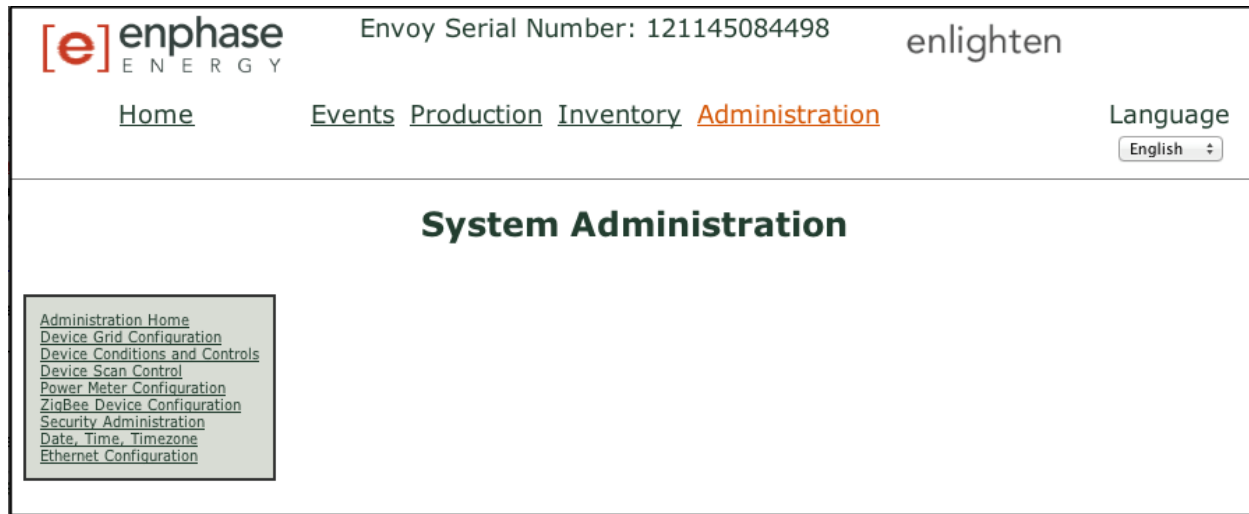 [e] enphase
ENERGY
Envoy Serial Number: 121145084498
enlighten
Home Events Production Inventory Administration Language
English
System Administration
Administration Home
Device Grid Configuration
Device Conditions and Controls
Device Scan Control
Power Meter Configuration
ZigBee Device Configuration
Security Administration
Date, Time, Timezone
Ethernet Configuration